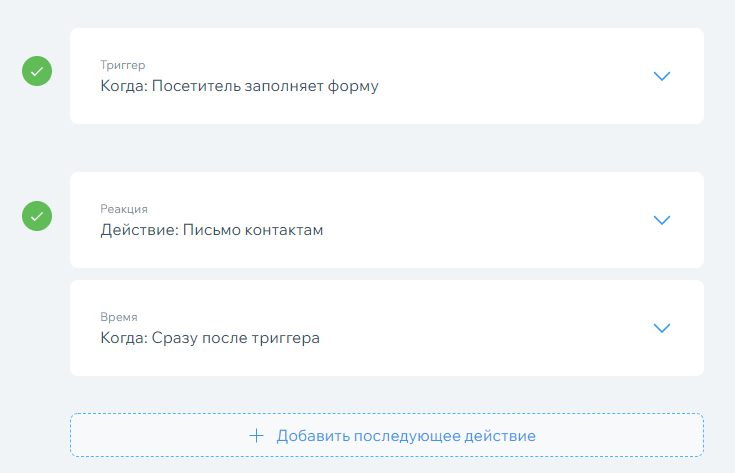 Триггер
Когда: Посетитель заполняет форму
Реакция
Действие: Письмо контактам
Время
Когда: Сразу после триггера
Добавить последующее действие